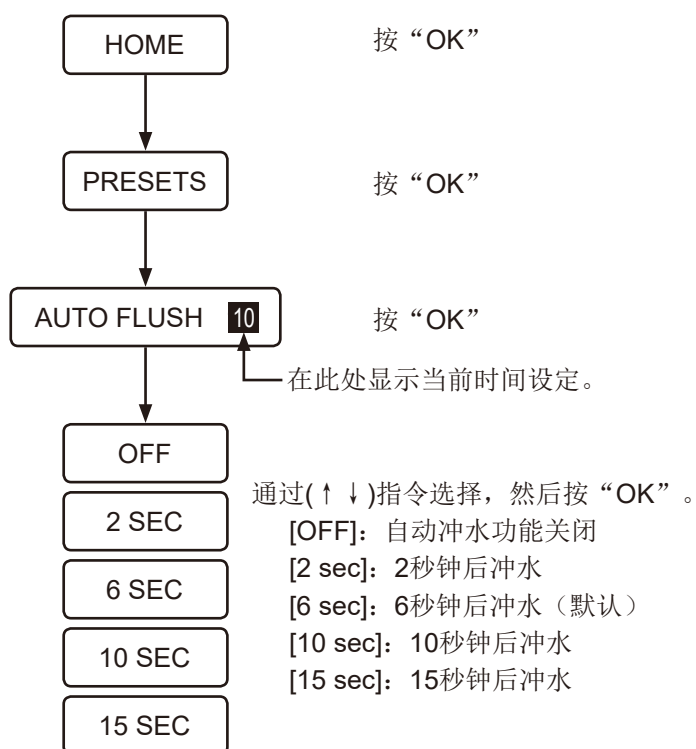 HOME
按“OK”
PRESETS
按“OK”
AUTO FLUSH 10
按“OK”
在此处显示当前时间设定。
OFF
通过(↑↓)指令选择，然后按“OK”。
2 SEC
[OFF]：自动冲水功能关闭
[2 sec]：2秒钟后冲水
6 SEC
[6 sec]：6秒钟后冲水（默认）
10 SEC
[10 sec]：10秒钟后冲水
[15 sec]：15秒钟后冲水
15 SEC